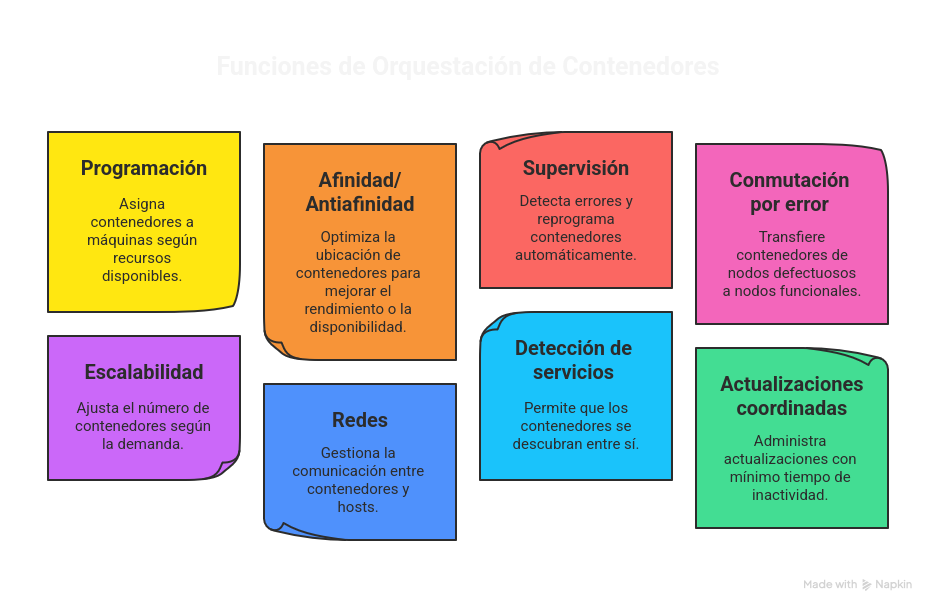 Funciones de Orquestación de Contenedores
Programación
Asigna
contenedores a
máquinas según
recursos
disponibles.
Afinidad/
Antiafinidad
Optimiza la
ubicación de
contenedores para
mejorar el
rendimiento o la
disponibilidad.
Supervisión
Detecta errores y
reprograma
contenedores
automáticamente.
Conmutación
por error
Transfiere
contenedores de
nodos defectuosos
a nodos funcionales.
Escalabilidad
Ajusta el número de
contenedores según
la demanda.
Redes
Gestiona la
comunicación entre
contenedores y
hosts.
Detección de
servicios
Permite que los
contenedores se
descubran entre sí.
Actualizaciones
coordinadas
Administra
actualizaciones con
mínimo tiempo de
inactividad.
Made with Napkin